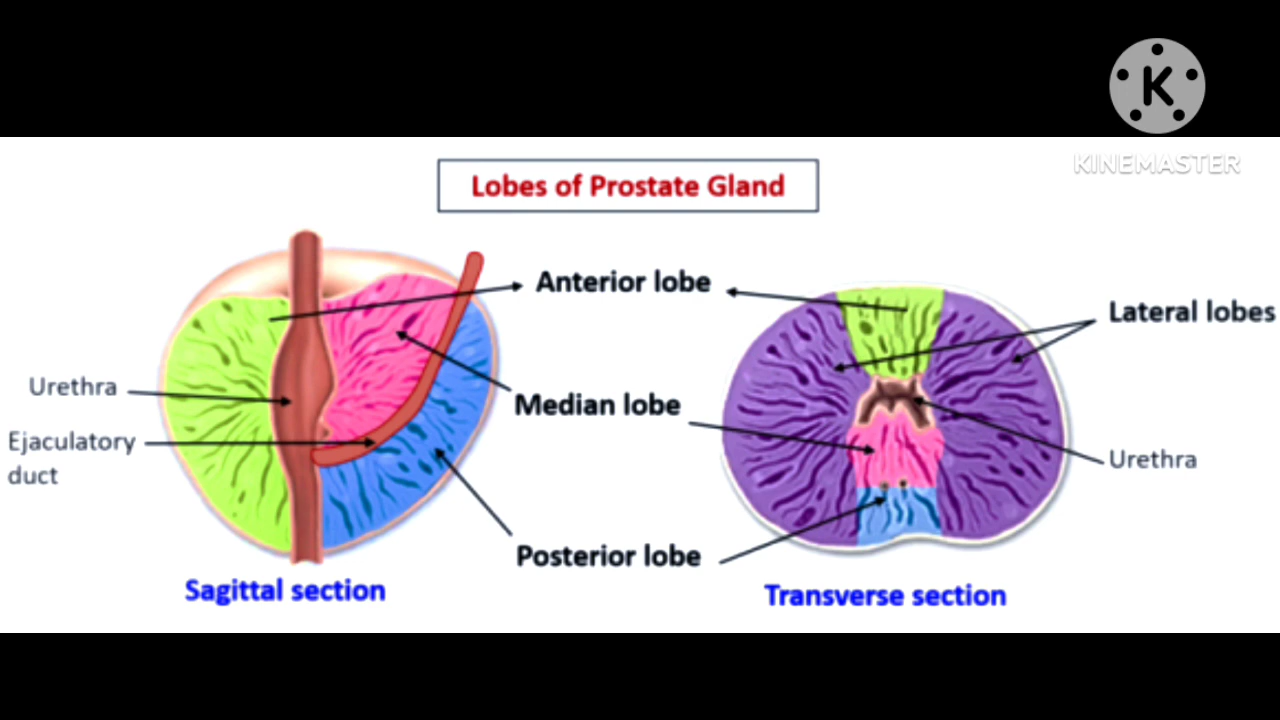 K
KINEMASTER
Lobes of Prostate Gland
Anterior lobe
Lateral lobes
Urethra
Median lobe
Ejaculatory
duct
Urethra
Posterior lobe
Sagittal section
Transverse section